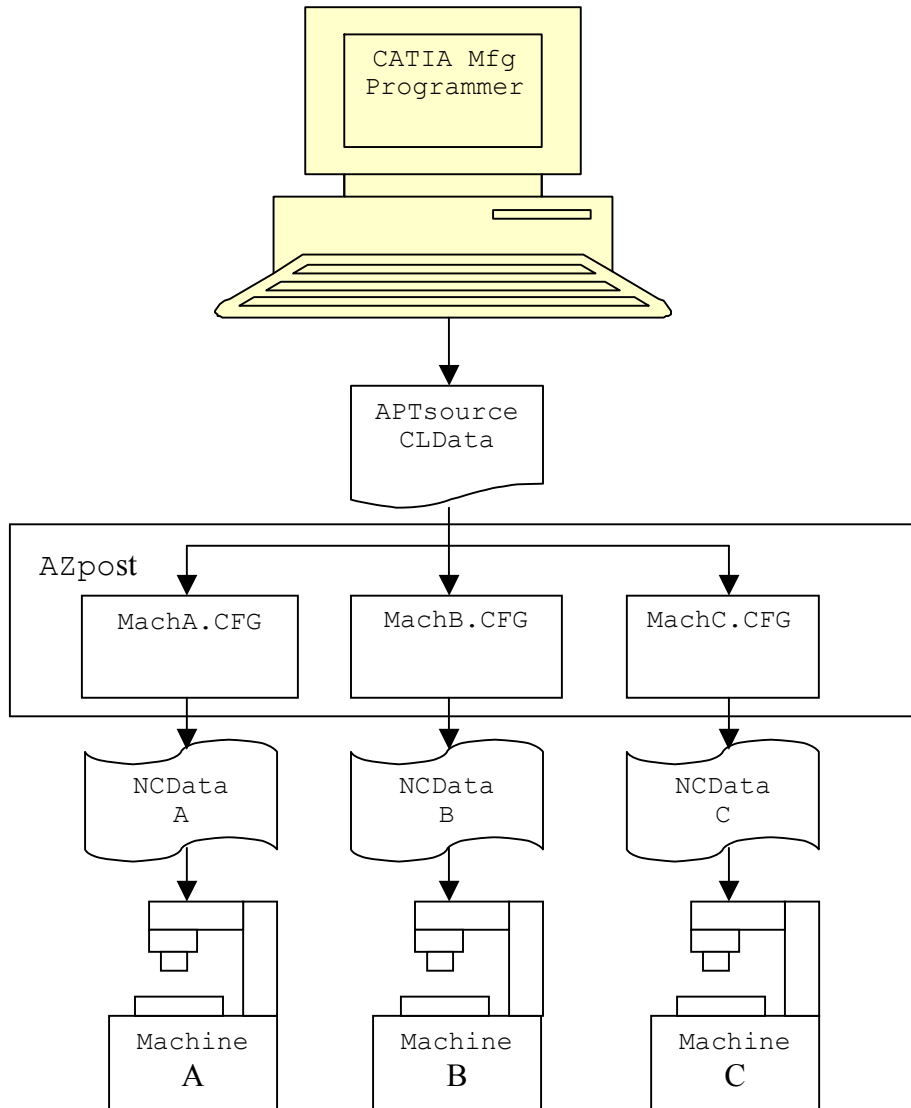 CATIA Mfg
Programmer
APTsource
CLData
AZpost
MachA.CFG
MachB.CFG
MachC.CFG
NCData
A
NCData
B
NCData
C
Machine
A
Machine
B
Machine
C